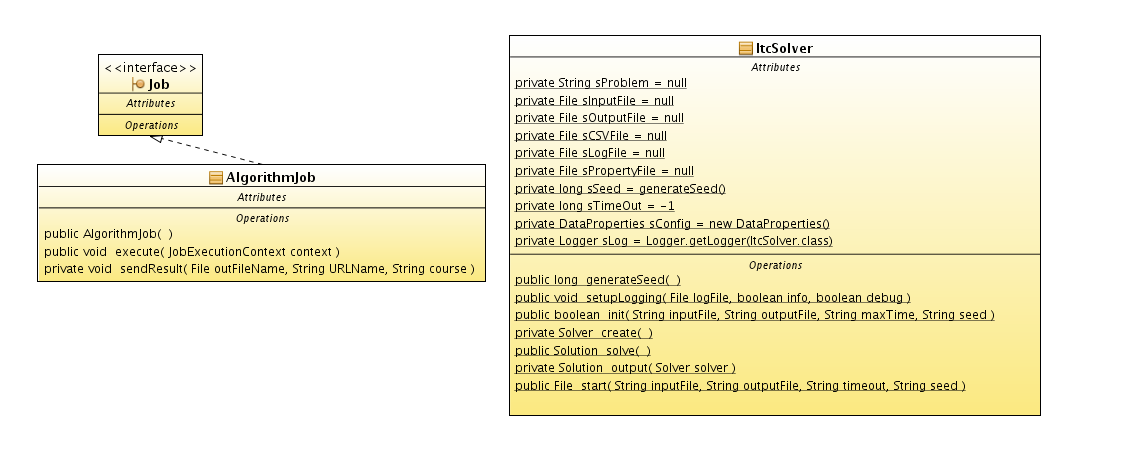 <<interface>>
Job
Attributes
Operations
AlgorithmJob
Attributes
Operations
public AlgorithmJob( )
public void execute( JobExecutionContext context )
private void sendResult( File outFileName, String URLName, String course )
ItcSolver
Attributes
private String sProblem = null
private File sInputFile = null
private File sOutputFile = null
private File sCSVFile = null
private File sLogFile = null
private File sPropertyFile = null
private long sSeed = generateSeed()
private long sTimeOut = -1
private DataProperties sConfig = new DataProperties()
private Logger sLog = Logger.getLogger(ItcSolver.class)
Operations
public long generateSeed( )
public void setupLogging( File logFile, boolean info, boolean debug )
public boolean init( String inputFile, String outputFile, String maxTime, String seed )
private Solver create( )
public Solution solve( )
private Solution output( Solver solver )
public File start( String inputFile, String outputFile, String timeout, String seed )